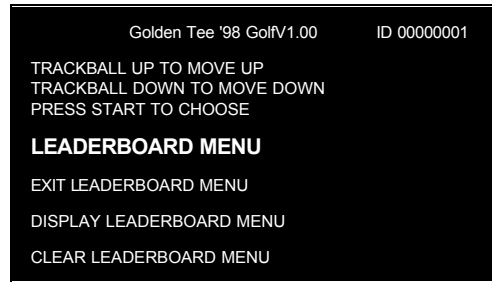 Golden Tee '98 GolfV1.00 ID 00000001
TRACKBALL UP TO MOVE UP
TRACKBALL DOWN TO MOVE DOWN
PRESS START TO CHOOSE
LEADERBOARD MENU
EXIT LEADERBOARD MENU
DISPLAY LEADERBOARD MENU
CLEAR LEADERBOARD MENU